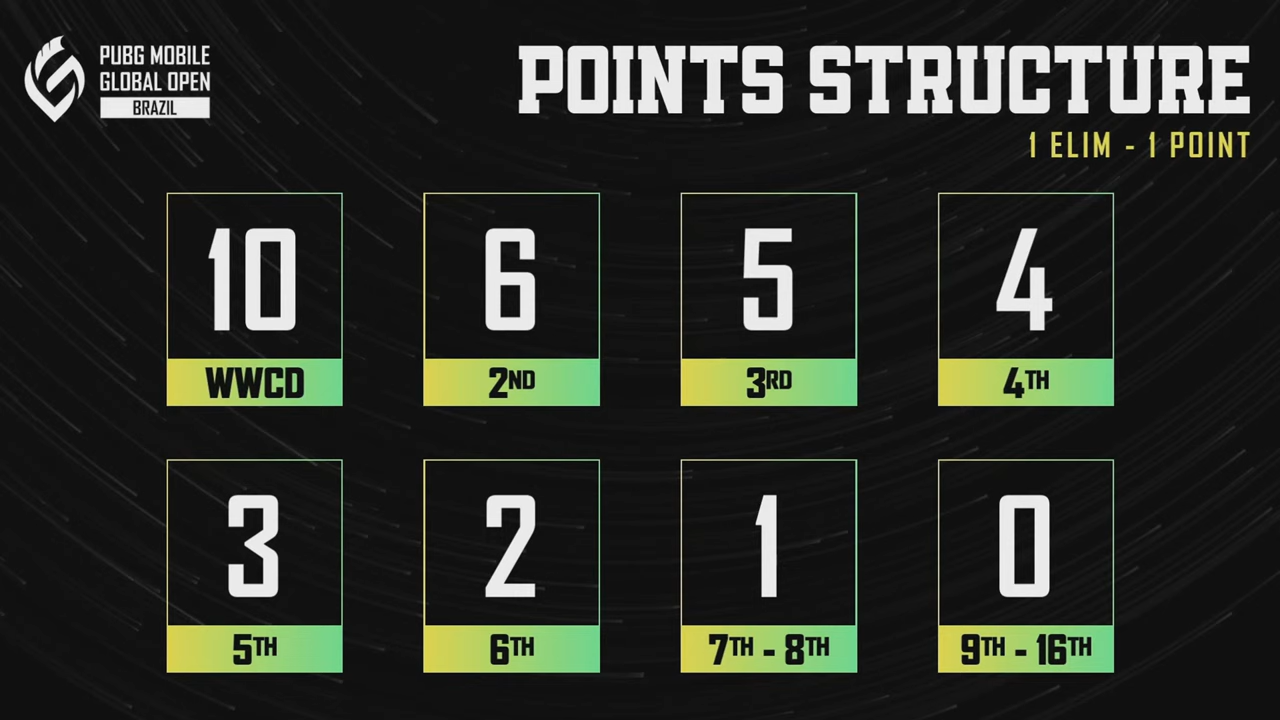 PUBG MOBILE
GLOBAL OPEN
BRAZIL
POINTS STRUCTURE
1 ELIM - 1 POINT
10
WWCD
6
2ND
5
3RD
4
4TH
3
5TH
2
6TH
1
7TH - 8TH
0
9TH - 16TH